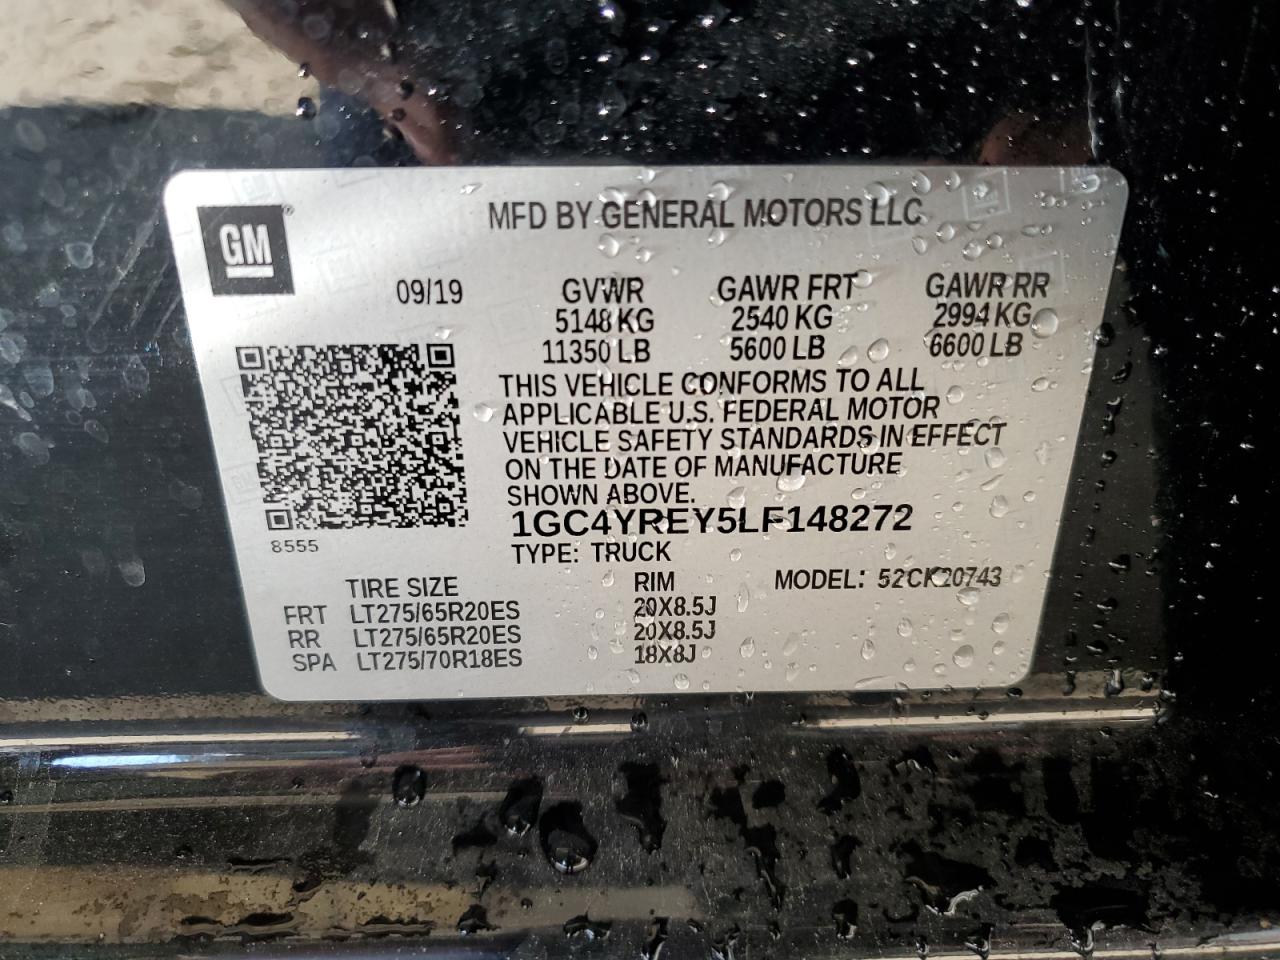 GM®
MFD BY GENERAL MOTORS LLC
09/19 GVWR GAWR FRT GAWR RR
5148 KG 2540 KG 2994 KG
11350 LB 5600 LB 6600 LB
THIS VEHICLE CONFORMS TO ALL
APPLICABLE U.S. FEDERAL MOTOR
VEHICLE SAFETY STANDARDS IN EFFECT
ON THE DATE OF MANUFACTURE
SHOWN ABOVE.
1GC4YREY5LF148272
8555
TYPE: TRUCK
TIRE SIZE RIM MODEL: 52CK20743
FRT LT275/65R20ES 20X8.5J
RR LT275/65R20ES 20X8.5J
SPA LT275/70R18ES 18X8J